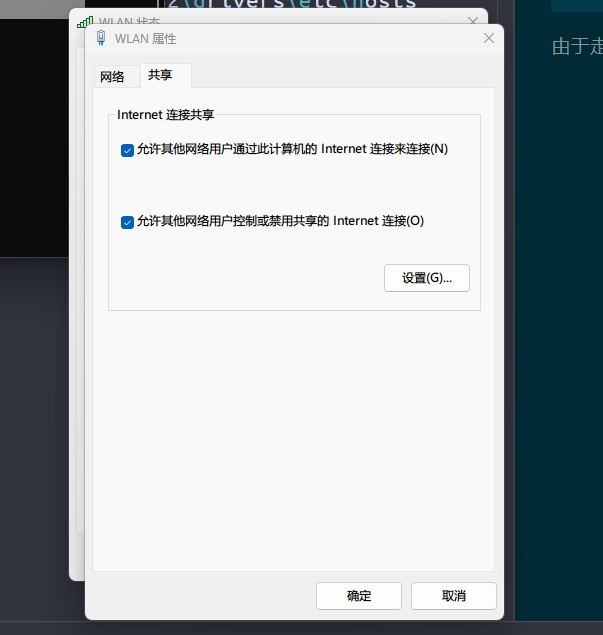 2\drivers\etc\hosts
WLAN 状态
由于走
WLAN 属性
网络
共享
Internet 连接共享
允许其他网络用户通过此计算机的 Internet 连接来连接(N)
允许其他网络用户控制或禁用共享的 Internet 连接(O)
设置(G)...
确定
取消